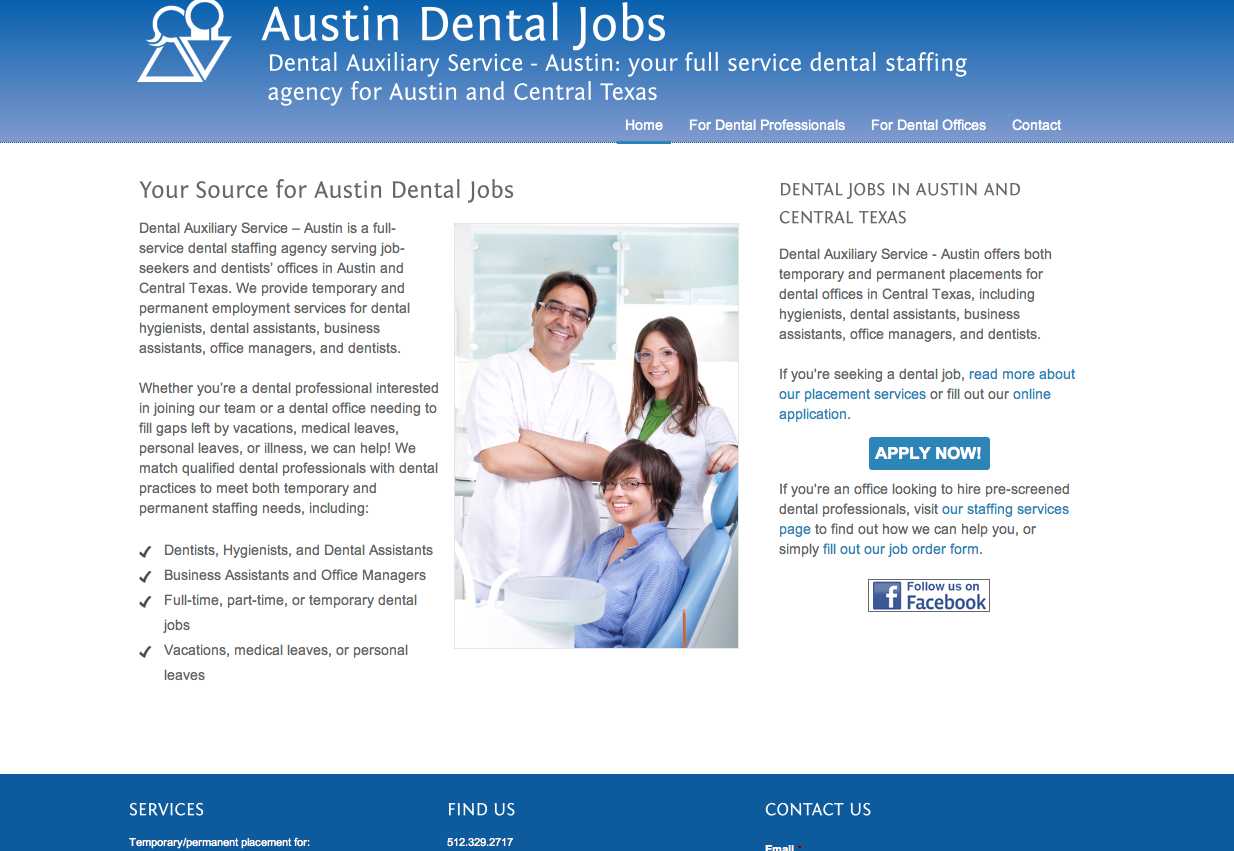 Austin Dental Jobs
Dental Auxiliary Service - Austin: your full service dental staffing
agency for Austin and Central Texas
Home For Dental Professionals For Dental Offices Contact
Your Source for Austin Dental Jobs
Dental Auxiliary Service – Austin is a full-
service dental staffing agency serving job-
seekers and dentists’ offices in Austin and
Central Texas. We provide temporary and
permanent employment services for dental
hygienists, dental assistants, business
assistants, office managers, and dentists.
Whether you’re a dental professional interested
in joining our team or a dental office needing to
fill gaps left by vacations, medical leaves,
personal leaves, or illness, we can help! We
match qualified dental professionals with dental
practices to meet both temporary and
permanent staffing needs, including:
Dentists, Hygienists, and Dental Assistants
Business Assistants and Office Managers
Full-time, part-time, or temporary dental
jobs
Vacations, medical leaves, or personal
leaves
DENTAL JOBS IN AUSTIN AND
CENTRAL TEXAS
Dental Auxiliary Service - Austin offers both
temporary and permanent placements for
dental offices in Central Texas, including
hygienists, dental assistants, business
assistants, office managers, and dentists.
If you're seeking a dental job, read more about
our placement services or fill out our online
application.
APPLY NOW!
If you're an office looking to hire pre-screened
dental professionals, visit our staffing services
page to find out how we can help you, or
simply fill out our job order form.
Follow us on
Facebook
SERVICES
Temporary/permanent placement for:
FIND US
512.329.2717
CONTACT US
Email *